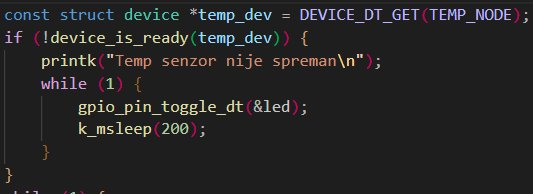 const struct device *temp_dev = DEVICE_DT_GET(TEMP_NODE);
if (!device_is_ready(temp_dev)) {
    printk("Temp senzor nije spreman\n");
    while (1) {
        gpio_pin_toggle_dt(&led);
        k_msleep(200);
    }
}